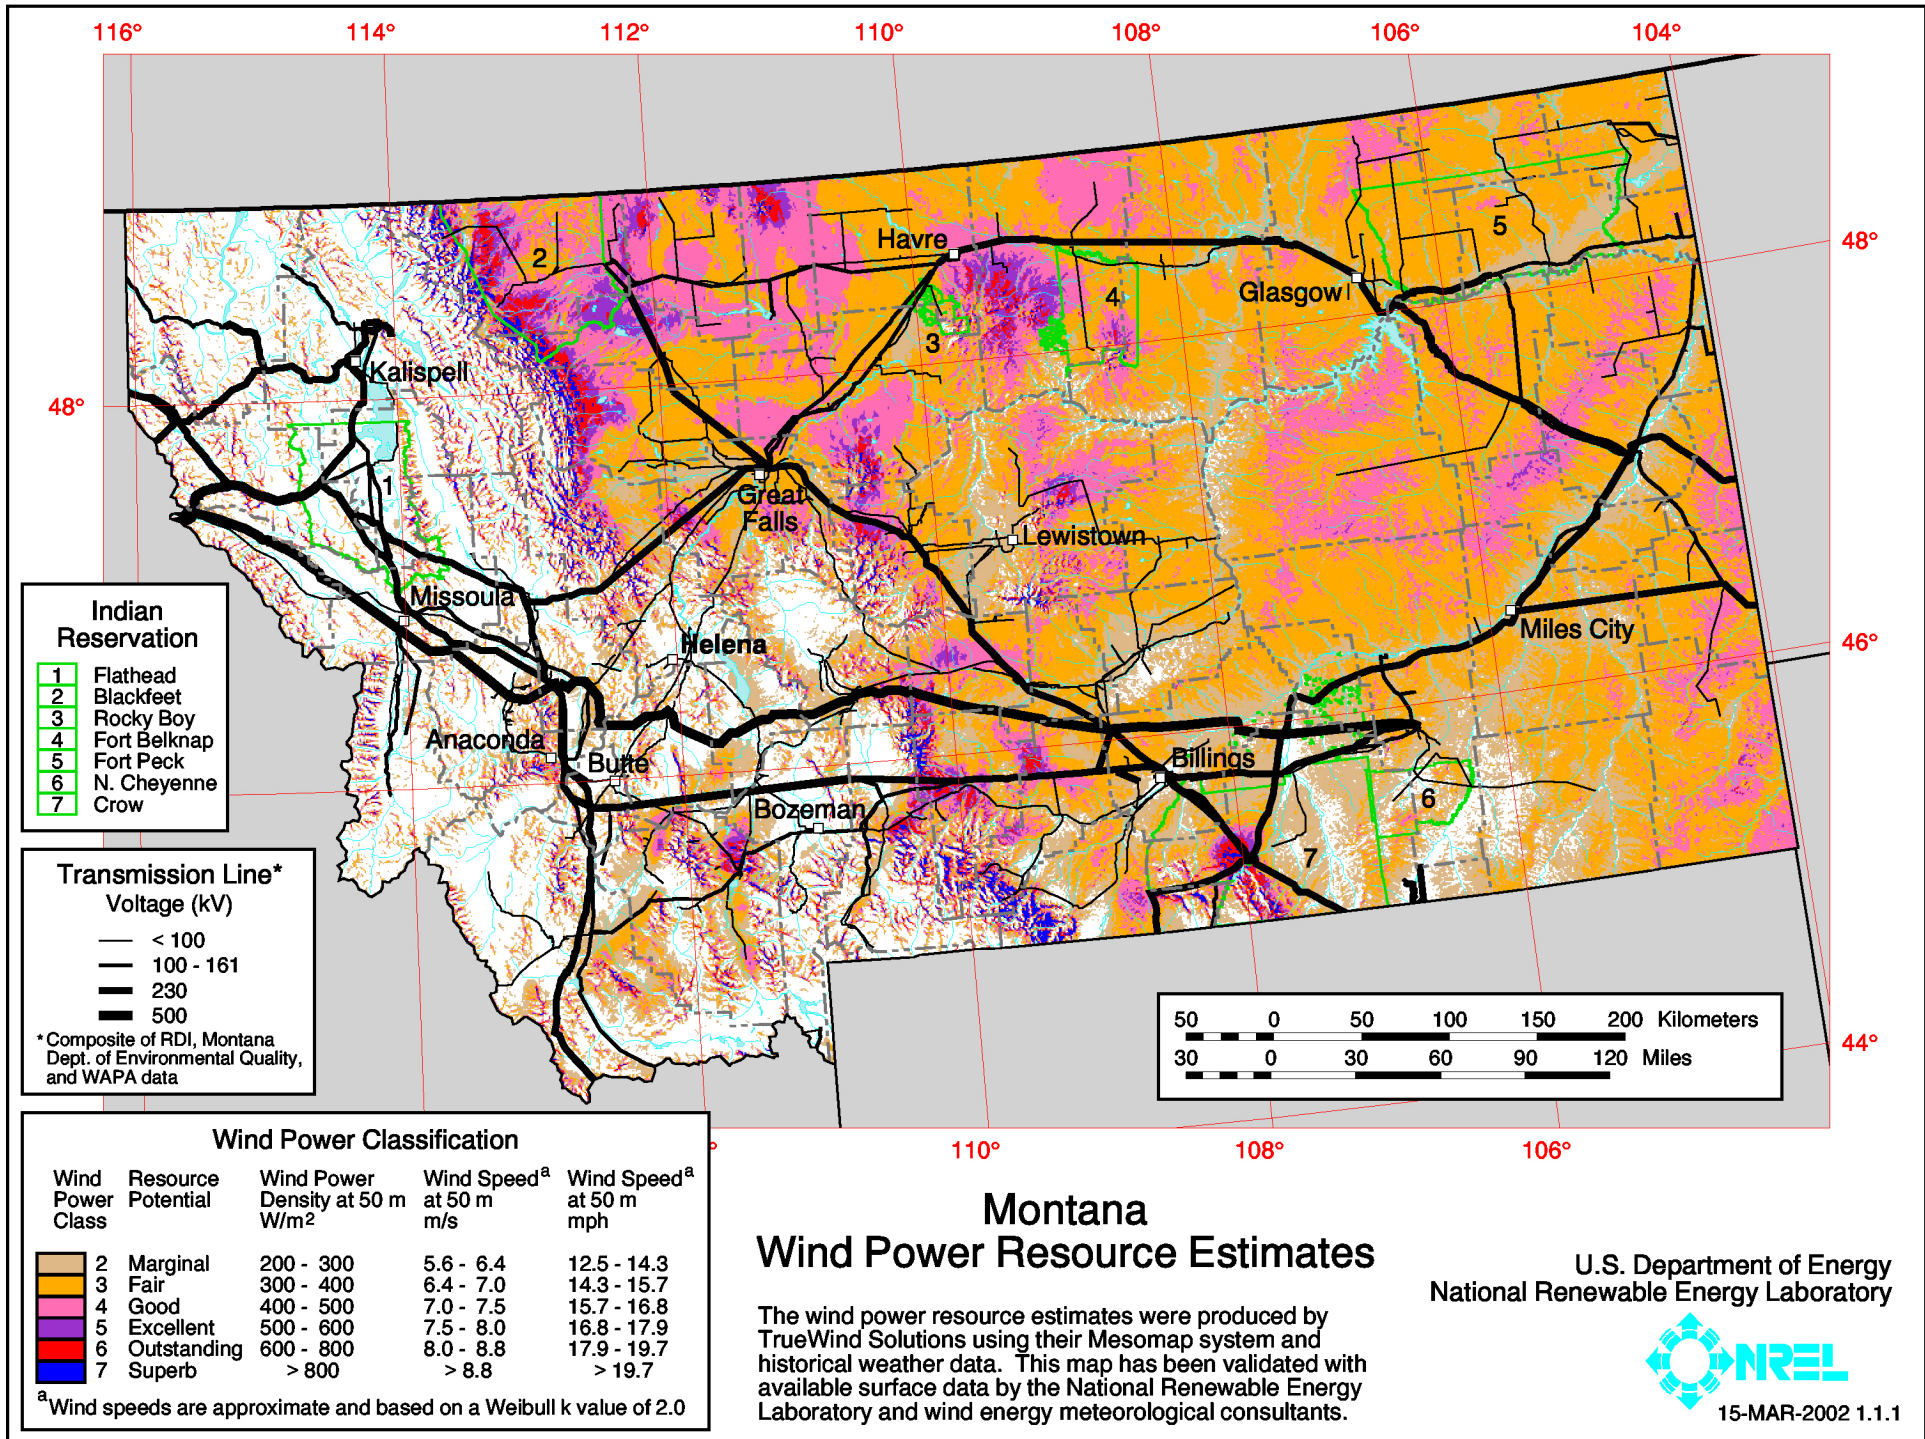 116°
114°
112°
110°
108°
106°
104°
48°
48°
46°
44°
110°
108°
106°
Havre
Glasgow
Kalispell
Great
Falls
Lewistown
Missoula
Helena
Miles City
Anaconda
Butte
Billings
Bozeman
1
2
3
4
5
6
7
Indian
Reservation
1 Flathead
2 Blackfeet
3 Rocky Boy
4 Fort Belknap
5 Fort Peck
6 N. Cheyenne
7 Crow
Transmission Line*
Voltage (kV)
< 100
100 - 161
230
500
* Composite of RDI, Montana
Dept. of Environmental Quality,
and WAPA data
50 0 50 100 150 200 Kilometers
30 0 30 60 90 120 Miles
Wind Power Classification
Wind Resource Wind Power Wind Speed a Wind Speed a
Power Potential Density at 50 m at 50 m at 50 m
Class W/m2 m/s mph
2 Marginal 200 - 300 5.6 - 6.4 12.5 - 14.3
3 Fair 300 - 400 6.4 - 7.0 14.3 - 15.7
4 Good 400 - 500 7.0 - 7.5 15.7 - 16.8
5 Excellent 500 - 600 7.5 - 8.0 16.8 - 17.9
6 Outstanding 600 - 800 8.0 - 8.8 17.9 - 19.7
7 Superb > 800 > 8.8 > 19.7
a Wind speeds are approximate and based on a Weibull k value of 2.0
Montana
Wind Power Resource Estimates
The wind power resource estimates were produced by
TrueWind Solutions using their Mesomap system and
historical weather data. This map has been validated with
available surface data by the National Renewable Energy
Laboratory and wind energy meteorological consultants.
U.S. Department of Energy
National Renewable Energy Laboratory
NREL
15-MAR-2002 1.1.1